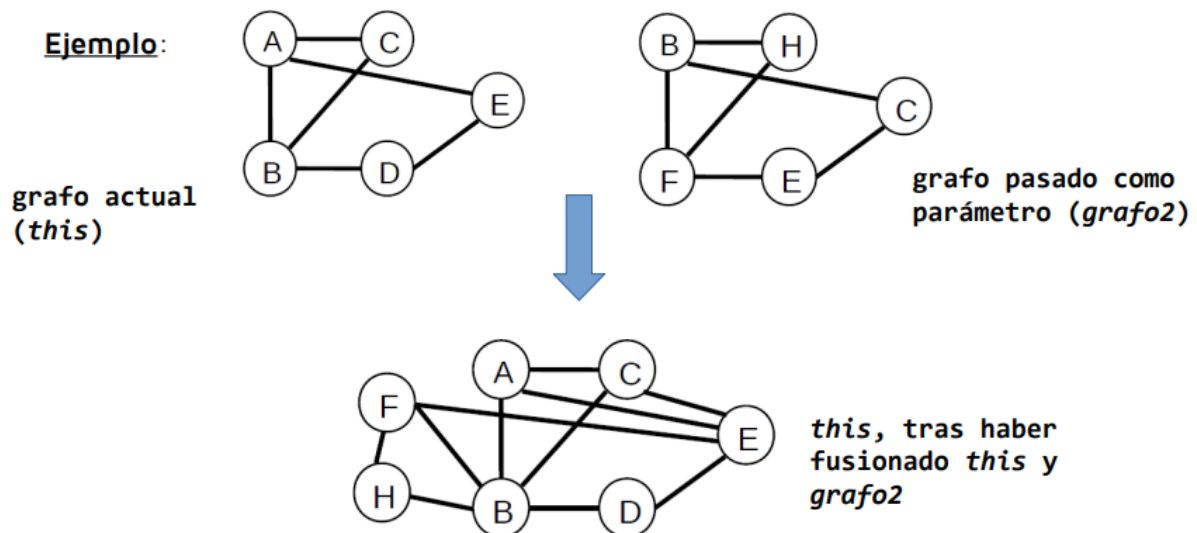 Ejemplo:
A
C
E
B
D
grafo actual
(this)
B
H
C
F
E
grafo pasado como
parámetro (grafo2)
A
C
F
E
H
B
D
this, tras haber
fusionado this y
grafo2